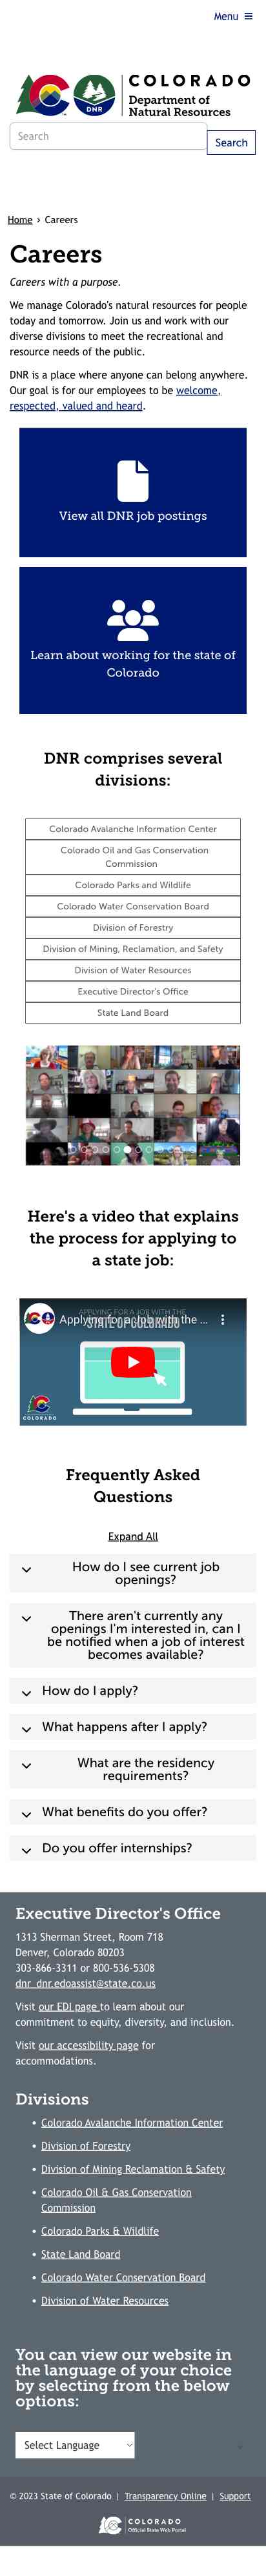 Menu
COLORADO
Department of
Natural Resources
Search
Search
Home › Careers
Careers
Careers with a purpose.
We manage Colorado's natural resources for people
today and tomorrow. Join us and work with our
diverse divisions to meet the recreational and
resource needs of the public.
DNR is a place where anyone can belong anywhere.
Our goal is for our employees to be welcome,
respected, valued and heard.
View all DNR job postings
Learn about working for the state of
Colorado
DNR comprises several
divisions:
Colorado Avalanche Information Center
Colorado Oil and Gas Conservation
Commission
Colorado Parks and Wildlife
Colorado Water Conservation Board
Division of Forestry
Division of Mining, Reclamation, and Safety
Division of Water Resources
Executive Director's Office
State Land Board
Here's a video that explains
the process for applying to
a state job:
APPLYING FOR A JOB WITH THE
Applying for a Job with the ...
STATE OF COLORADO
COLORADO
Frequently Asked
Questions
Expand All
How do I see current job
openings?
There aren't currently any
openings I'm interested in, can I
be notified when a job of interest
becomes available?
How do I apply?
What happens after I apply?
What are the residency
requirements?
What benefits do you offer?
Do you offer internships?
Executive Director's Office
1313 Sherman Street, Room 718
Denver, Colorado 80203
303-866-3311 or 800-536-5308
dnr_dnr.edoassist@state.co.us
Visit our EDI page to learn about our
commitment to equity, diversity, and inclusion.
Visit our accessibility page for
accommodations.
Divisions
• Colorado Avalanche Information Center
• Division of Forestry
• Division of Mining Reclamation & Safety
• Colorado Oil & Gas Conservation
Commission
• Colorado Parks & Wildlife
• State Land Board
• Colorado Water Conservation Board
• Division of Water Resources
You can view our website in
the language of your choice
by selecting from the below
options:
Select Language
© 2023 State of Colorado | Transparency Online | Support
COLORADO
Official State Web Portal